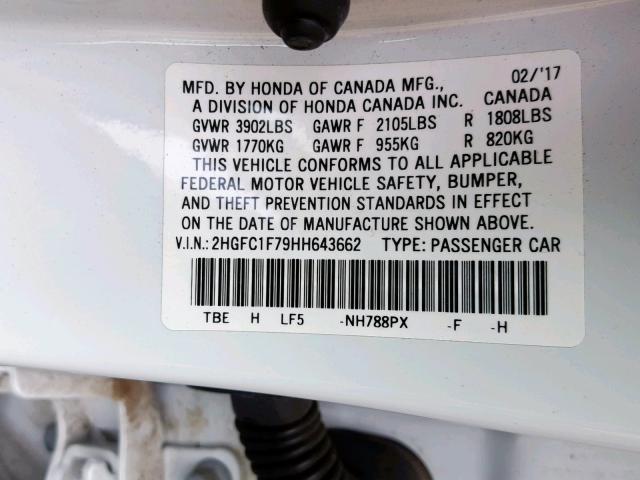 MFD. BY HONDA OF CANADA MFG., 02/'17
A DIVISION OF HONDA CANADA INC. CANADA
GVWR 3902LBS GAWR F 2105LBS R 1808LBS
GVWR 1770KG GAWR F 955KG R 820KG
THIS VEHICLE CONFORMS TO ALL APPLICABLE
FEDERAL MOTOR VEHICLE SAFETY, BUMPER,
AND THEFT PREVENTION STANDARDS IN EFFECT
ON THE DATE OF MANUFACTURE SHOWN ABOVE.
V.I.N.: 2HGFC1F79HH643662 TYPE: PASSENGER CAR
TBE H LF5 -NH788PX -F -H